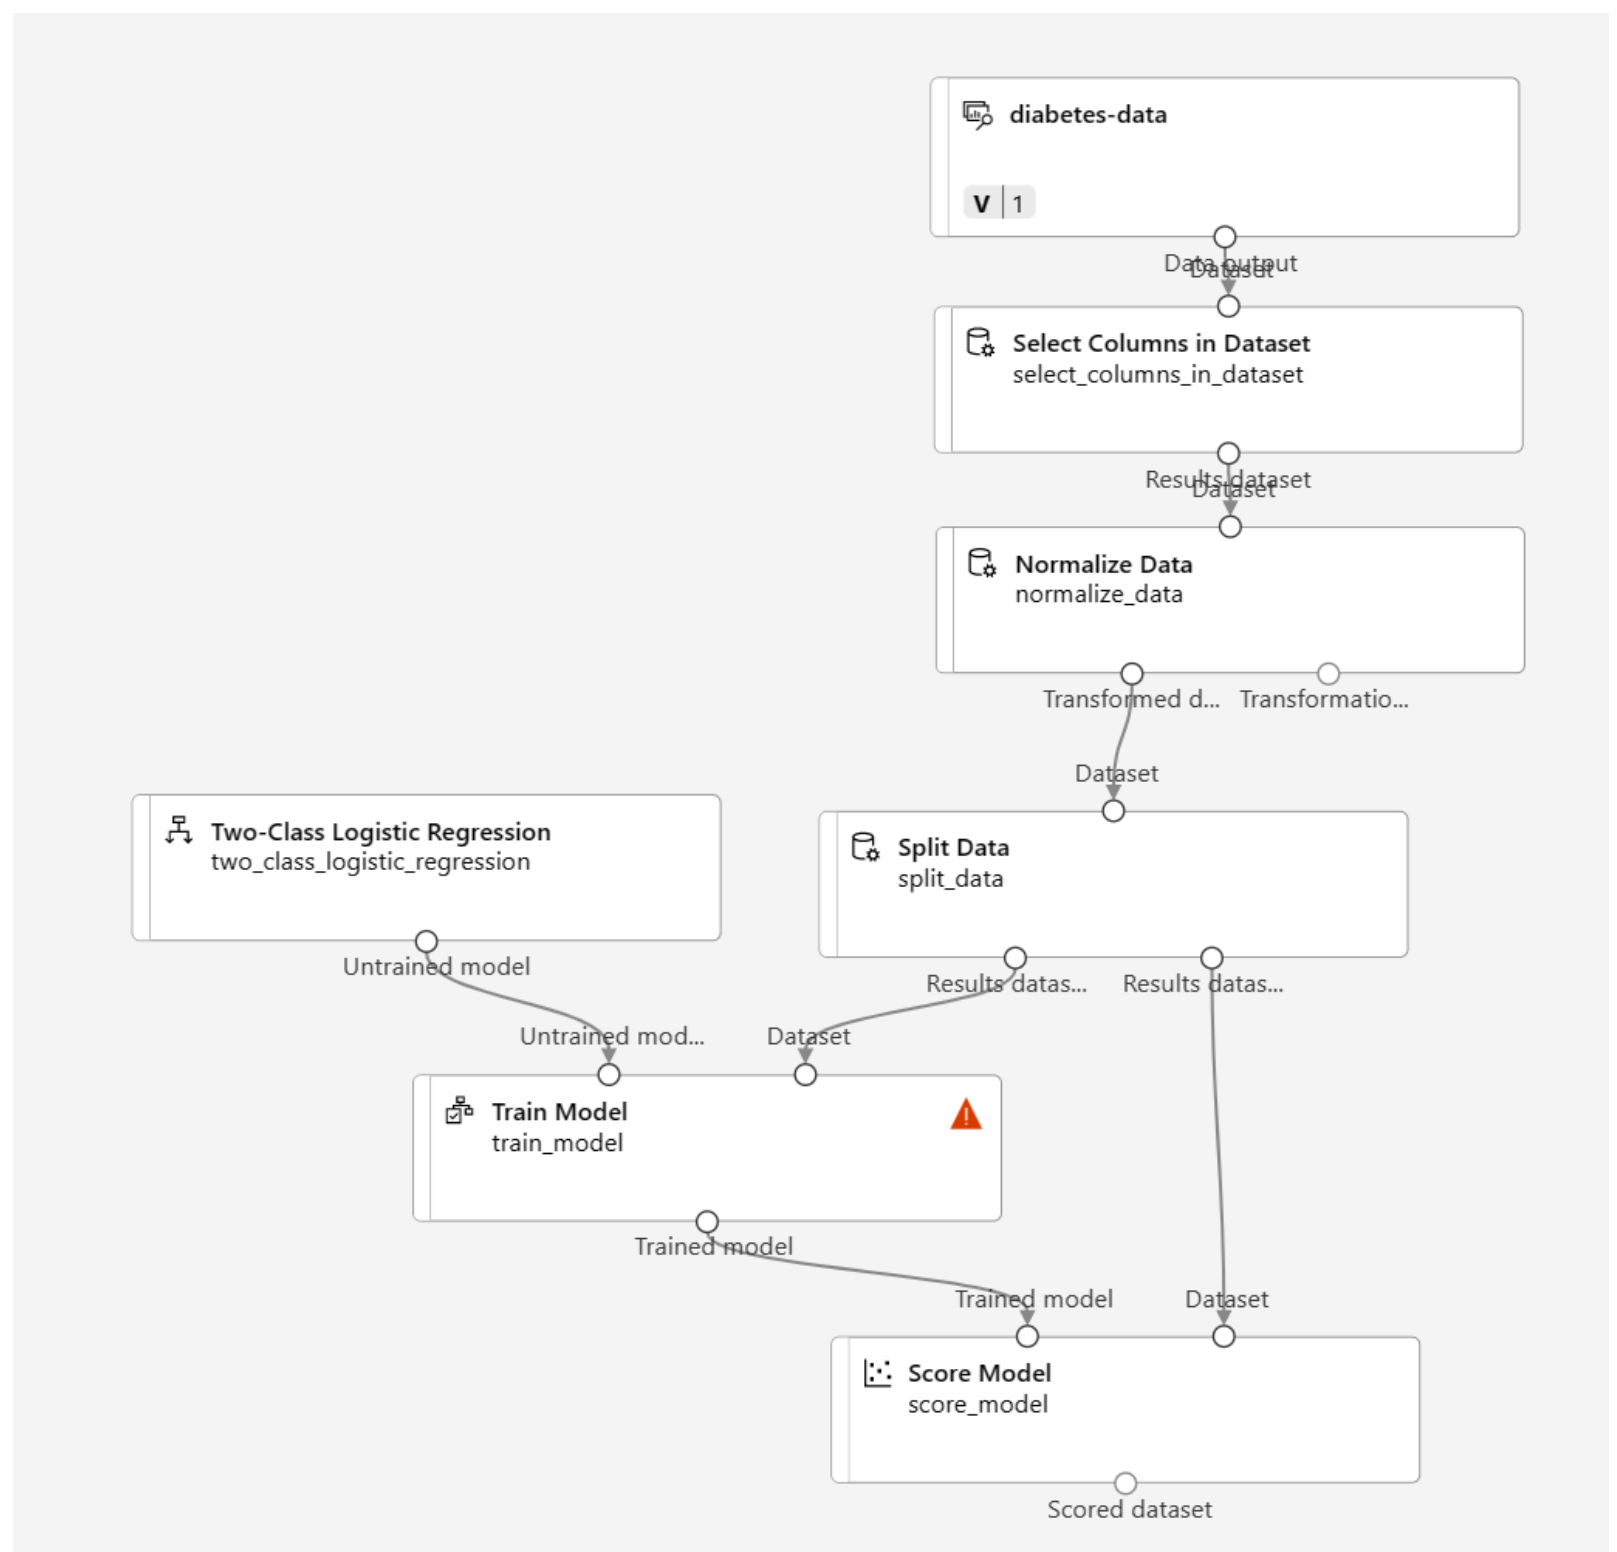 diabetes-data
V 1
Data output
Dataset
Select Columns in Dataset
select_columns_in_dataset
Results dataset
Dataset
Normalize Data
normalize_data
Transformed d... Transformatio...
Dataset
Two-Class Logistic Regression
two_class_logistic_regression
Untrained model
Split Data
split_data
Results datas... Results datas...
Untrained mod... Dataset
Train Model
train_model
Trained model
Trained model Dataset
Score Model
score_model
Scored dataset